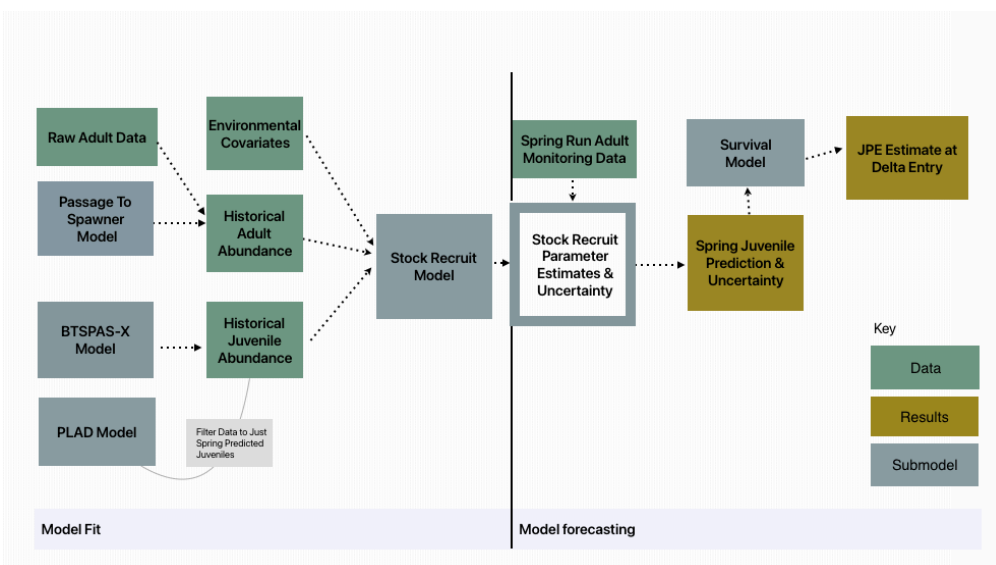 Raw Adult Data
Environmental
Covariates
Passage To
Spawner
Model
Historical
Adult
Abundance
BTSPAS-X
Model
Historical
Juvenile
Abundance
PLAD Model
Filter Data to Just
Spring Predicted
Juveniles
Stock Recruit
Model
Spring Run Adult
Monitoring Data
Stock Recruit
Parameter
Estimates &
Uncertainty
Survival
Model
JPE Estimate at
Delta Entry
Spring Juvenile
Prediction &
Uncertainty
Key
Data
Results
Submodel
Model Fit
Model forecasting